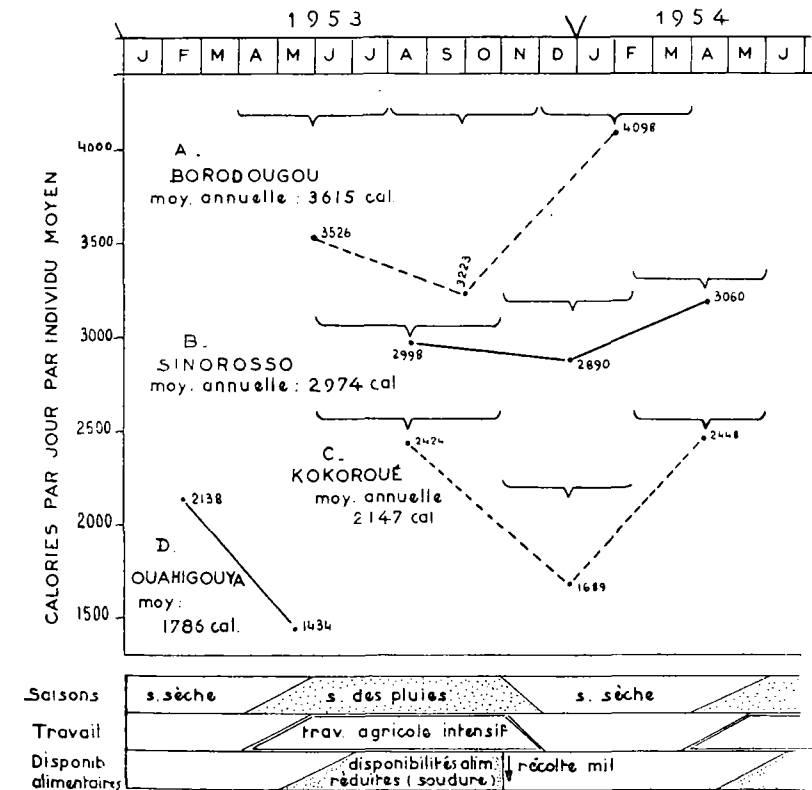 1953 1954
J F M A M J J A S O N D J F M A M J
CALORIES PAR JOUR PAR INDIVIDU MOYEN
4000
3500
3000
2500
2000
1500
A.
BORODOUGOU
moy. annuelle : 3615 cal.
3526
3223
4098
B.
SINOROSSO
moy. annuelle : 2974 cal
2998
2890
3060
C.
KOKOROUÉ
moy. annuelle
2147 cal
2424
1689
2448
D.
OUAHIGOUYA
moy:
1786 cal.
2138
1434
Saisons s. sèche s. des pluies s. sèche
Travail trav. agricole intensif
Disponib. alimentaires
disponibilités alim.
réduites (soudure)
récolte mil